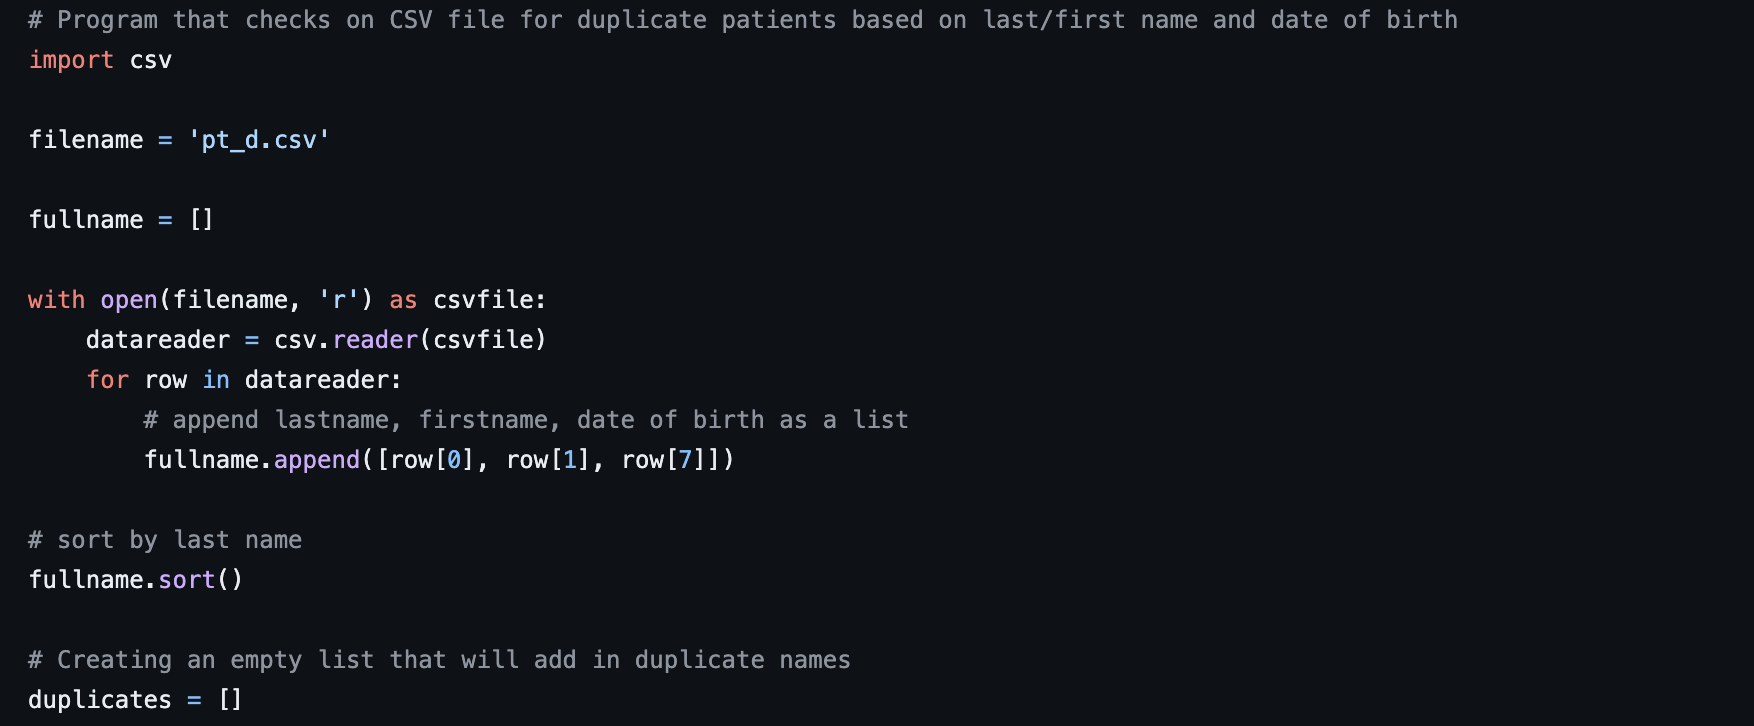 # Program that checks on CSV file for duplicate patients based on last/first name and date of birth
import csv
filename = 'pt_d.csv'
fullname = []
with open(filename, 'r') as csvfile:
    datareader = csv.reader(csvfile)
    for row in datareader:
        # append lastname, firstname, date of birth as a list
        fullname.append([row[0], row[1], row[7]])
# sort by last name
fullname.sort()
# Creating an empty list that will add in duplicate names
duplicates = []